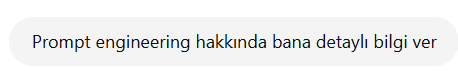 Prompt engineering hakkında bana detaylı bilgi ver